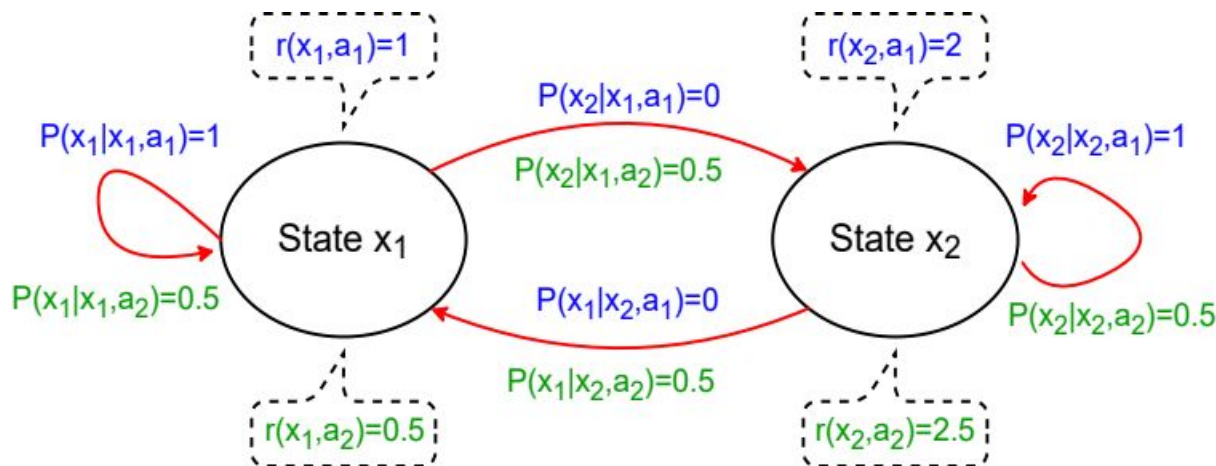 r(x₁,a₁)=1
r(x₂,a₁)=2
P(x₂|x₁,a₁)=0
P(x₁|x₁,a₁)=1
P(x₂|x₂,a₁)=1
P(x₂|x₁,a₂)=0.5
State x₁
State x₂
P(x₁|x₁,a₂)=0.5
P(x₁|x₂,a₁)=0
P(x₂|x₂,a₂)=0.5
P(x₁|x₂,a₂)=0.5
r(x₁,a₂)=0.5
r(x₂,a₂)=2.5